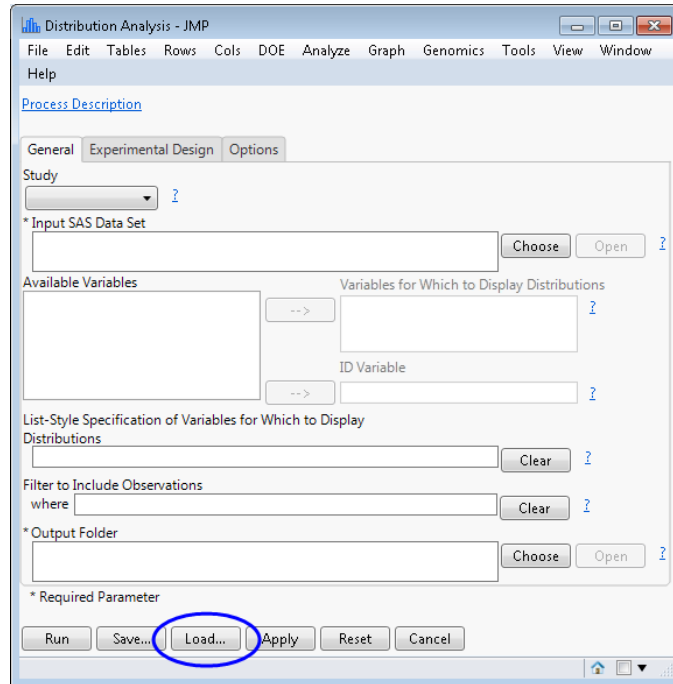 Distribution Analysis - JMP
File Edit Tables Rows Cols DOE Analyze Graph Genomics Tools View Window
Help
Process Description
General Experimental Design Options
Study
?
* Input SAS Data Set
Choose Open ?
Available Variables
Variables for Which to Display Distributions
--> ?
ID Variable
--> ?
List-Style Specification of Variables for Which to Display
Distributions
Clear ?
Filter to Include Observations
where Clear ?
* Output Folder
Choose Open ?
* Required Parameter
Run Save... Load... Apply Reset Cancel